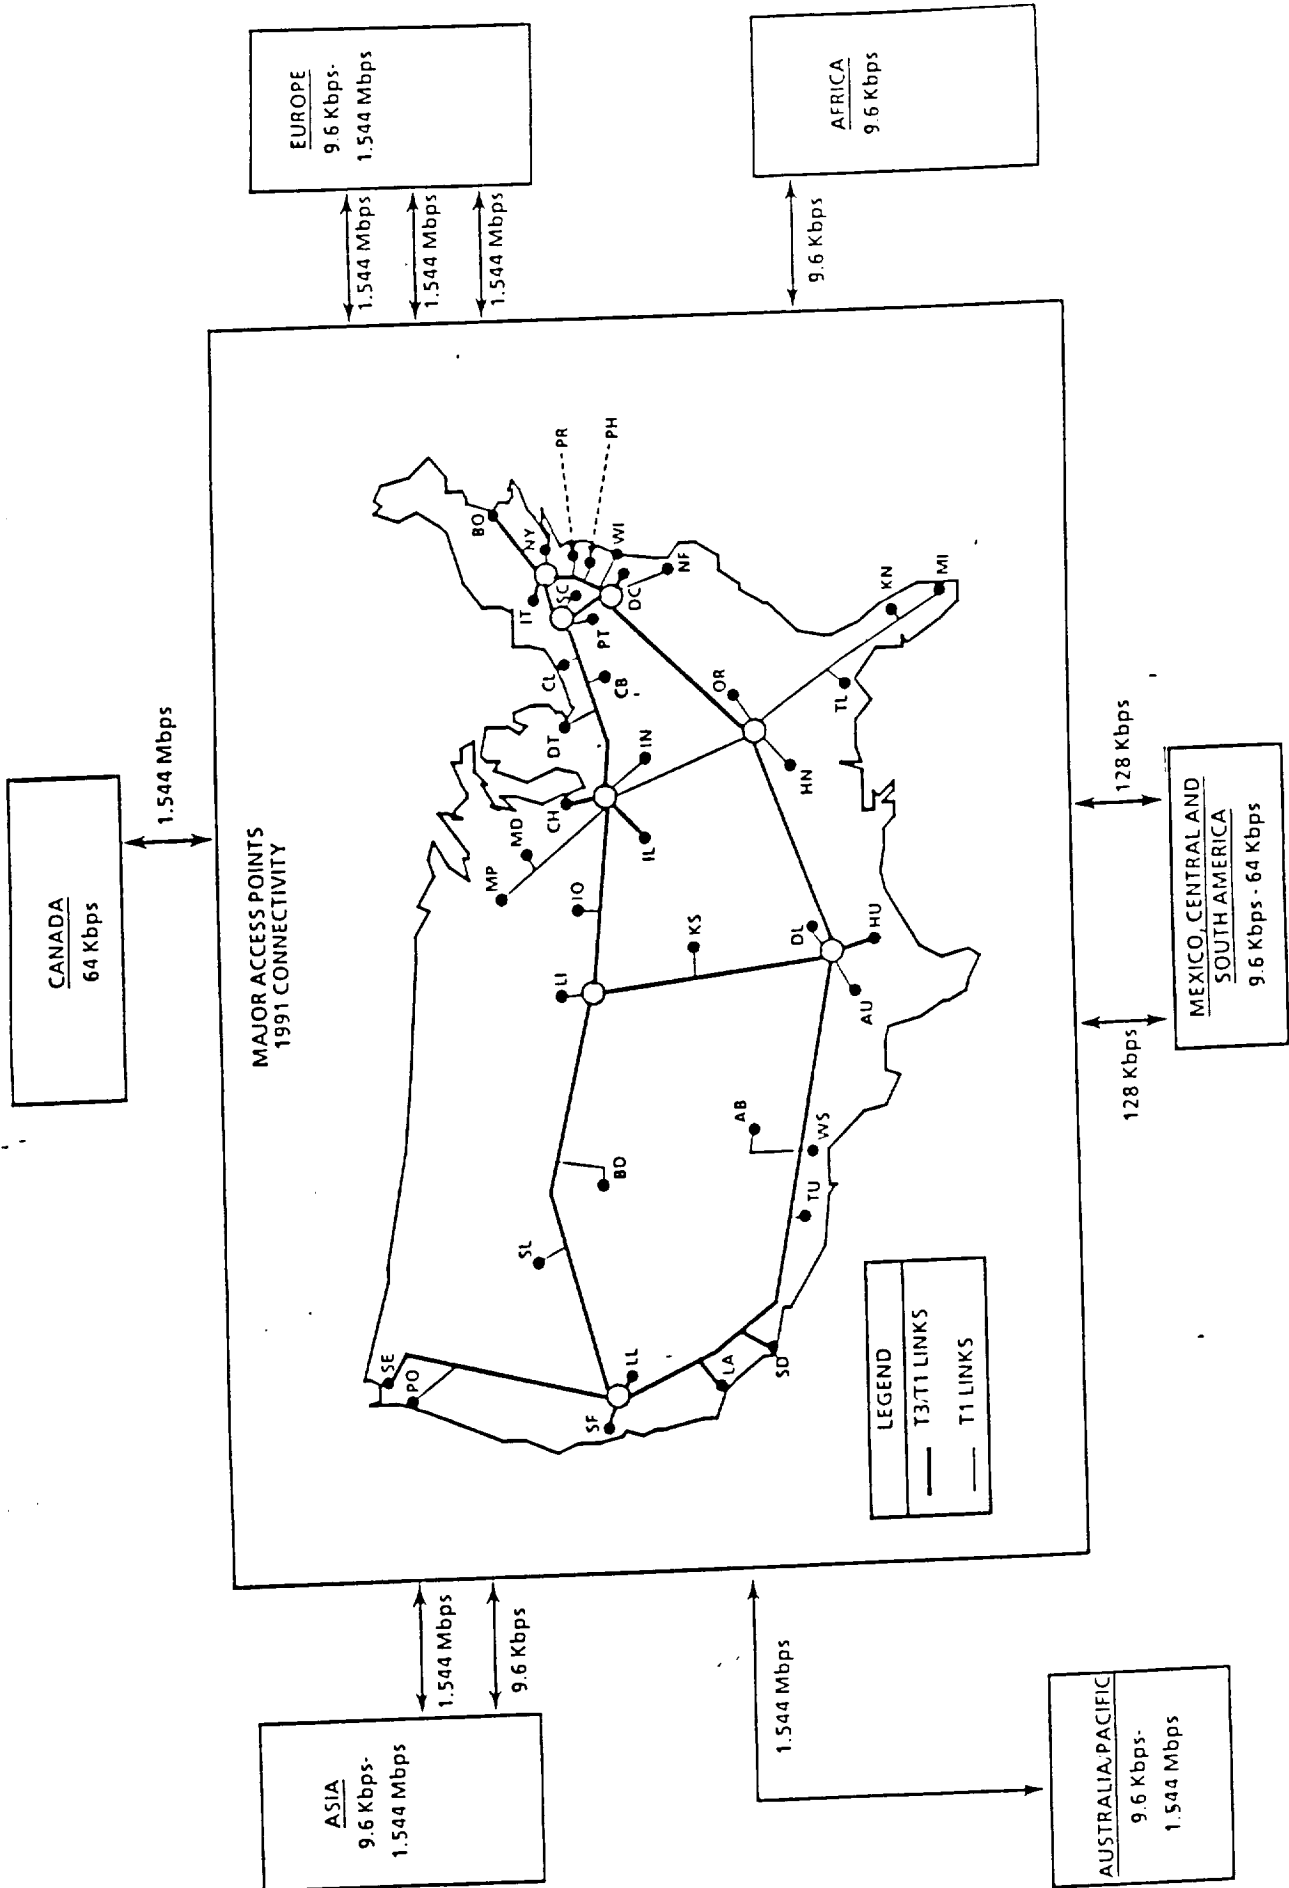 CANADA
64 Kbps
1.544 Mbps
ASIA
9.6 Kbps-
1.544 Mbps
1.544 Mbps
9.6 Kbps
MAJOR ACCESS POINTS
1991 CONNECTIVITY
EUROPE
9.6 Kbps-
1.544 Mbps
1.544 Mbps
1.544 Mbps
1.544 Mbps
SE
PO
SF
LL
LA
SD
SL
BD
TU
WS
AB
LI
KS
AU
DL
HU
IO
MP
MD
CH
IL
IN
HN
OR
DT
CL
CB
PT
IT
SC
NY
BO
DC
PR
PH
WI
NF
TL
KN
MI
LEGEND
T3/T1 LINKS
T1 LINKS
1.544 Mbps
AUSTRALIA/PACIFIC
9.6 Kbps-
1.544 Mbps
128 Kbps
128 Kbps
MEXICO, CENTRAL AND
SOUTH AMERICA
9.6 Kbps - 64 Kbps
9.6 Kbps
AFRICA
9.6 Kbps